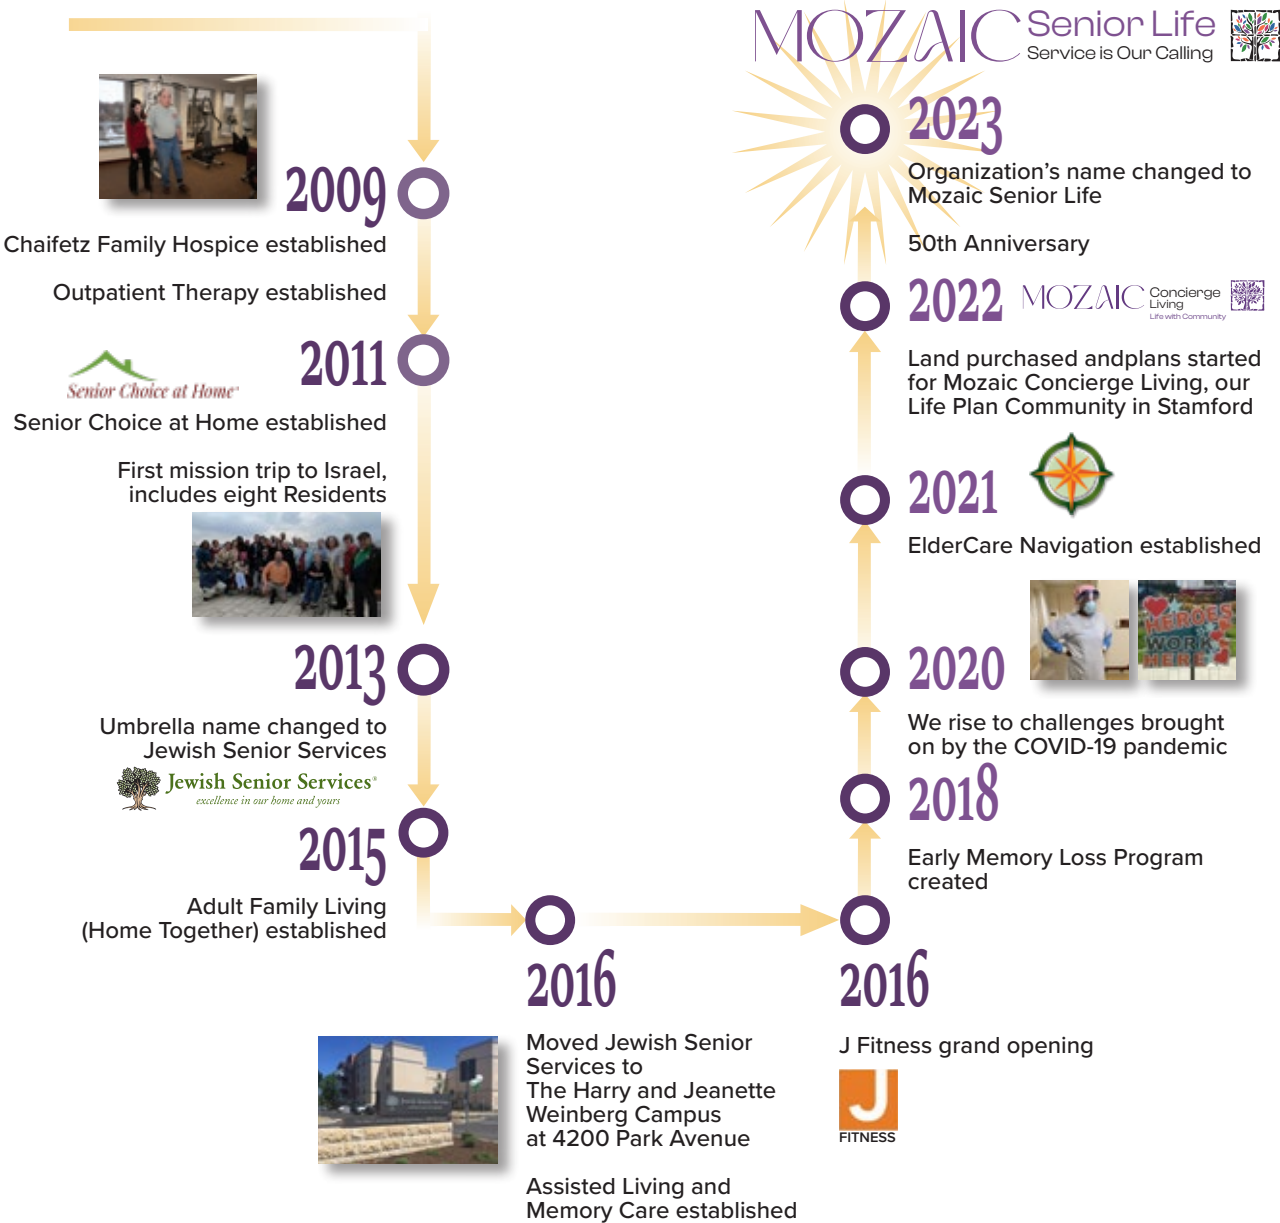 2009
Chaifetz Family Hospice established
Outpatient Therapy established
2011
Senior Choice at Home
Senior Choice at Home established
First mission trip to Israel,
includes eight Residents
2013
Umbrella name changed to
Jewish Senior Services
Jewish Senior Services®
excellence in our home and yours
2015
Adult Family Living
(Home Together) established
2016
Moved Jewish Senior
Services to
The Harry and Jeanette
Weinberg Campus
at 4200 Park Avenue
Assisted Living and
Memory Care established
Jewish Senior Services
2016
J Fitness grand opening
J
FITNESS
2018
Early Memory Loss Program
created
2020
HEROES
WORK
HERE
We rise to challenges brought
on by the COVID-19 pandemic
2021
ElderCare Navigation established
2022
MOZAIC Concierge
Living
Life with Community
Land purchased andplans started
for Mozaic Concierge Living, our
Life Plan Community in Stamford
MOZAIC Senior Life
Service is Our Calling
2023
Organization’s name changed to
Mozaic Senior Life
50th Anniversary